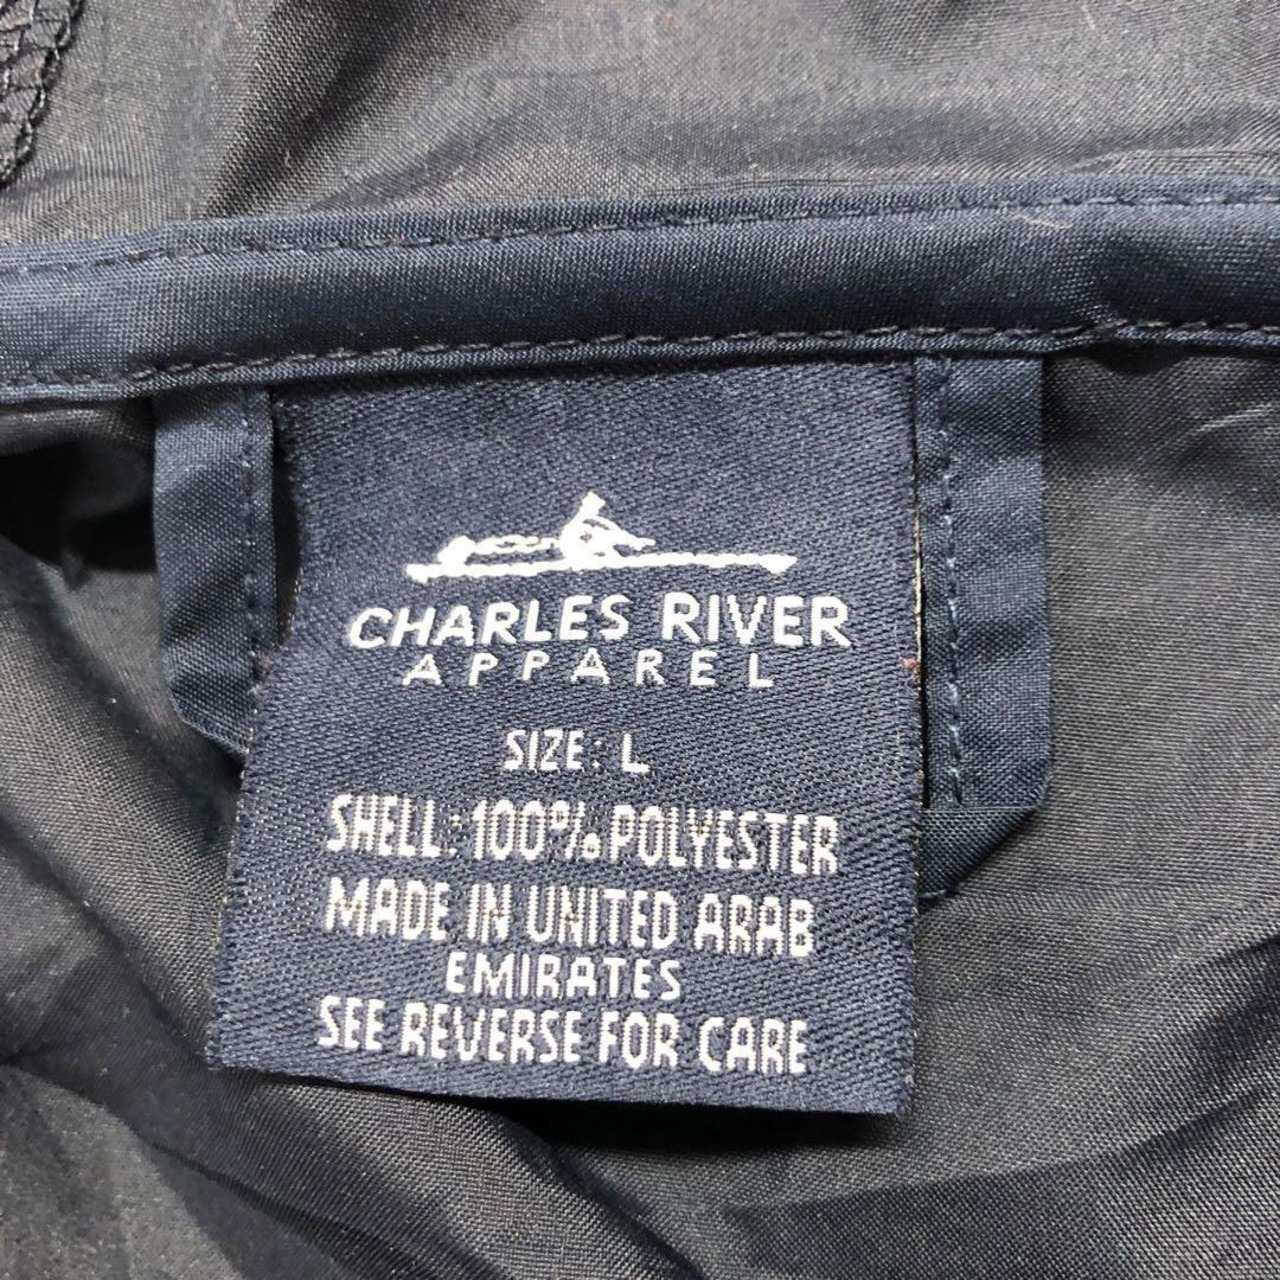 CHARLES RIVER
APPAREL
SIZE: L
SHELL: 100% POLYESTER
MADE IN UNITED ARAB
EMIRATES
SEE REVERSE FOR CARE